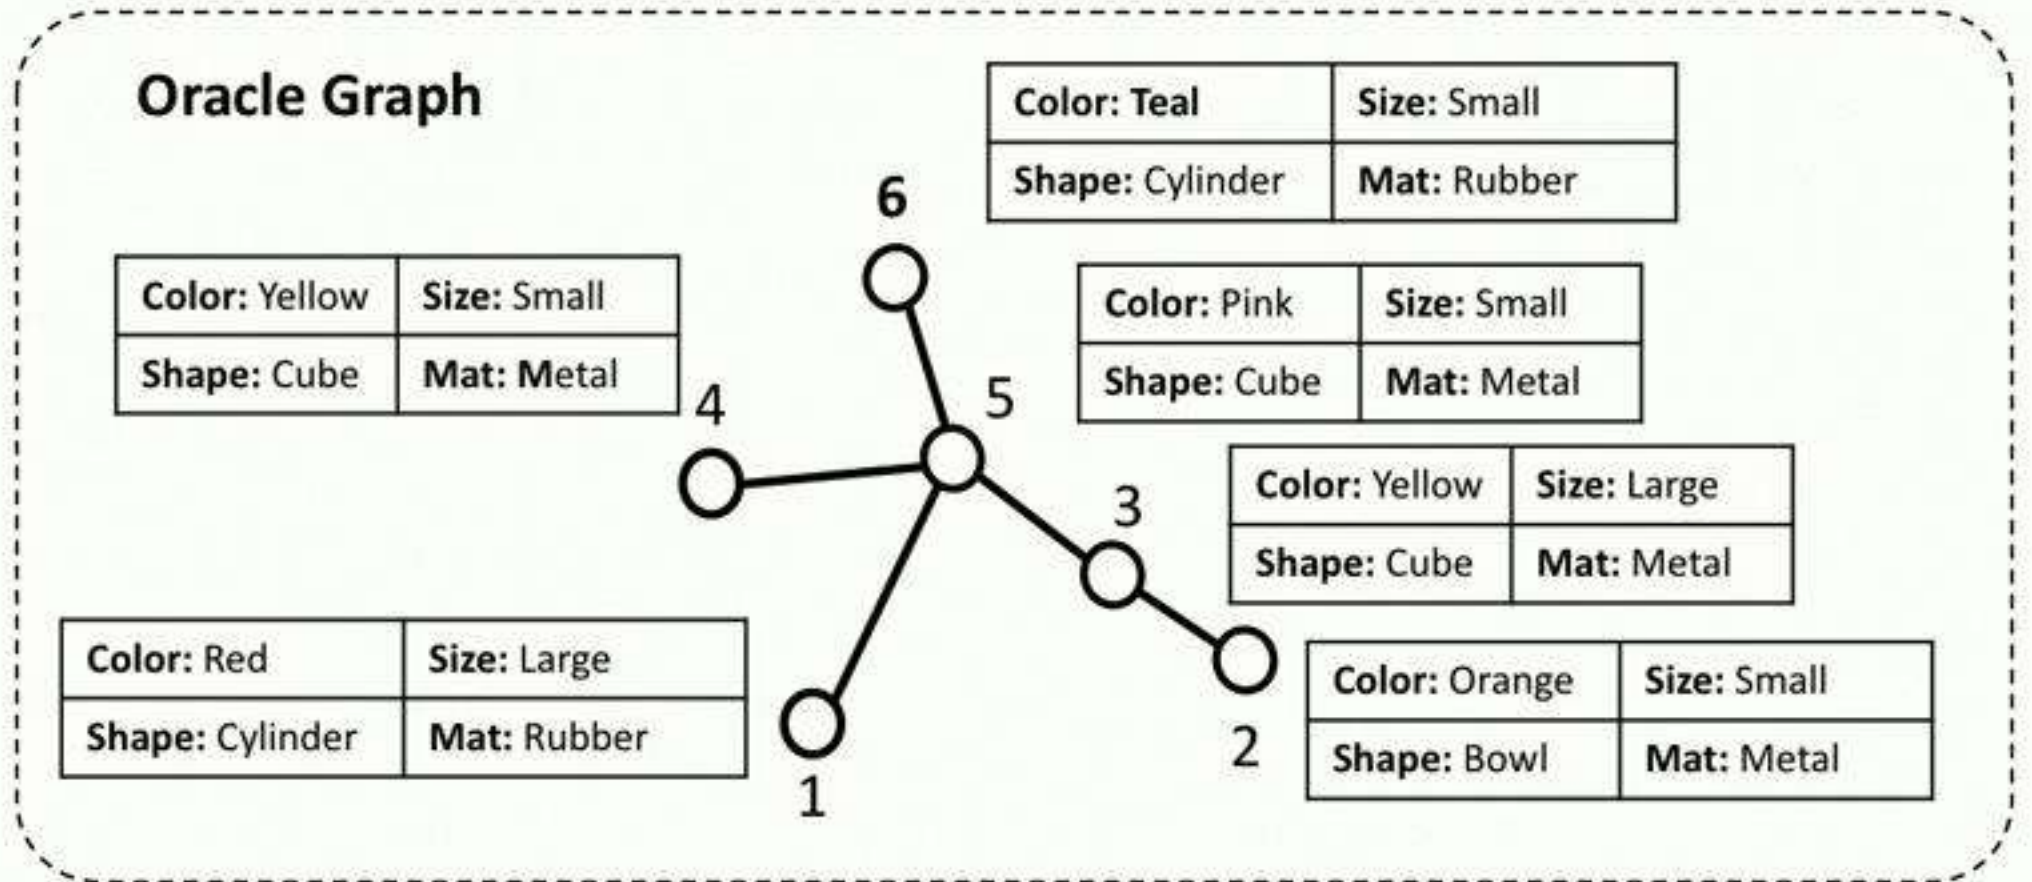 Oracle Graph
Color: Teal
Size: Small
Shape: Cylinder
Mat: Rubber
6
Color: Yellow
Size: Small
Shape: Cube
Mat: Metal
4
Color: Pink
Size: Small
Shape: Cube
Mat: Metal
5
Color: Yellow
Size: Large
Shape: Cube
Mat: Metal
3
Color: Red
Size: Large
Shape: Cylinder
Mat: Rubber
1
Color: Orange
Size: Small
Shape: Bowl
Mat: Metal
2